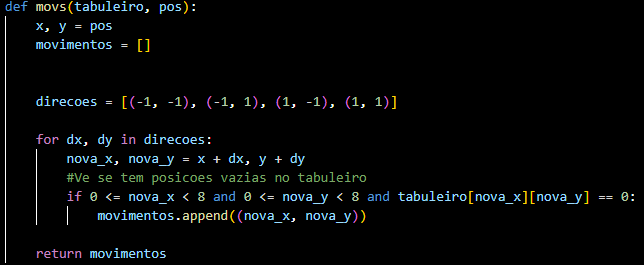 def movs(tabuleiro, pos):
    x, y = pos
    movimentos = []
    direcoes = [(-1, -1), (-1, 1), (1, -1), (1, 1)]
    for dx, dy in direcoes:
        nova_x, nova_y = x + dx, y + dy
        #Ve se tem posicoes vazias no tabuleiro
        if 0 <= nova_x < 8 and 0 <= nova_y < 8 and tabuleiro[nova_x][nova_y] == 0:
            movimentos.append((nova_x, nova_y))
    return movimentos